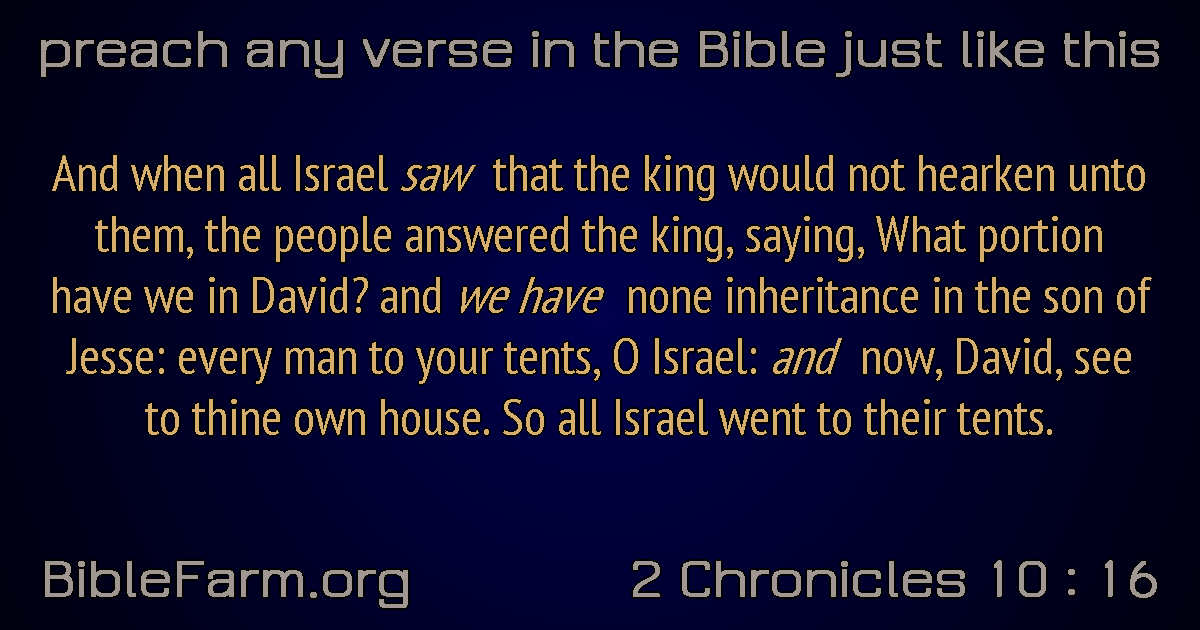 preach any verse in the Bible just like this
And when all Israel saw that the king would not hearken unto
them, the people answered the king, saying, What portion
have we in David? and we have none inheritance in the son of
Jesse: every man to your tents, O Israel: and now, David, see
to thine own house. So all Israel went to their tents.
BibleFarm.org
2 Chronicles 10 : 16